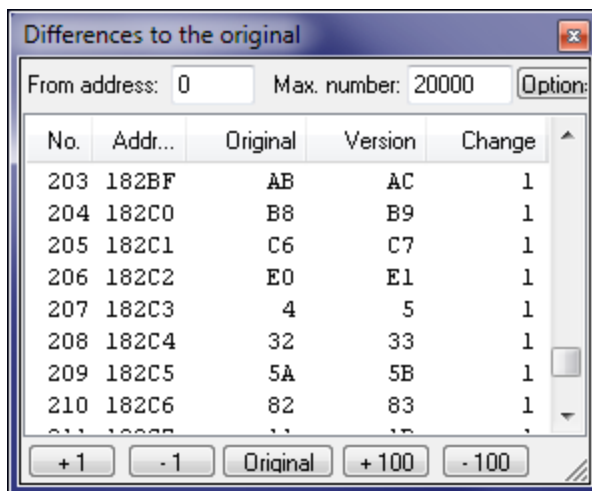 Differences to the original
From address: 0 Max. number: 20000 Option
No. Addr... Original Version Change
203 182BF AB AC 1
204 182C0 B8 B9 1
205 182C1 C6 C7 1
206 182C2 E0 E1 1
207 182C3 4 5 1
208 182C4 32 33 1
209 182C5 5A 5B 1
210 182C6 82 83 1
+ 1 - 1 Original + 100 - 100